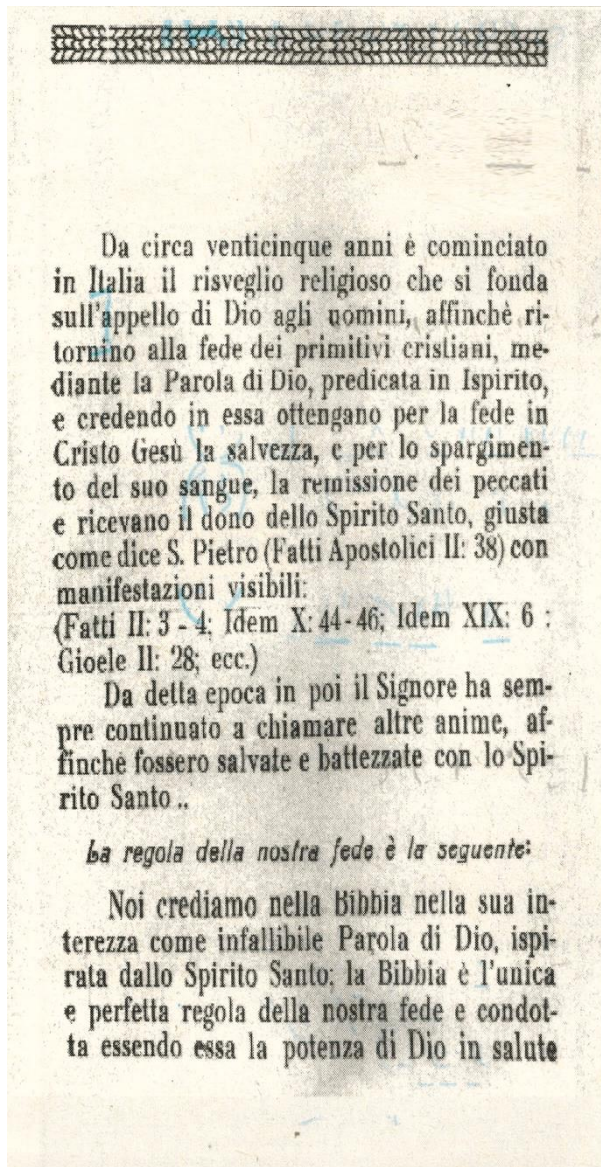 Da circa venticinque anni è cominciato
in Italia il risveglio religioso che si fonda
sull'appello di Dio agli uomini, affinchè ri-
tornino alla fede dei primitivi cristiani, me-
diante la Parola di Dio, predicata in Ispirito,
e credendo in essa ottengano per la fede in
Cristo Gesù la salvezza, e per lo spargimen-
to del suo sangue, la remissione dei peccati
e ricevano il dono dello Spirito Santo, giusta
come dice S. Pietro (Fatti Apostolici II: 38) con
manifestazioni visibili:
(Fatti II: 3 - 4; Idem X: 44-46; Idem XIX: 6 :
Gioele II: 28; ecc.)
Da detta epoca in poi il Signore ha sem-
pre continuato a chiamare altre anime, af-
finchè fossero salvate e battezzate con lo Spi-
rito Santo ..
La regola della nostra fede è la seguente:
Noi crediamo nella Bibbia nella sua in-
terezza come infallibile Parola di Dio, ispi-
rata dallo Spirito Santo; la Bibbia è l'unica
e perfetta regola della nostra fede e condot-
ta essendo essa la potenza di Dio in salute